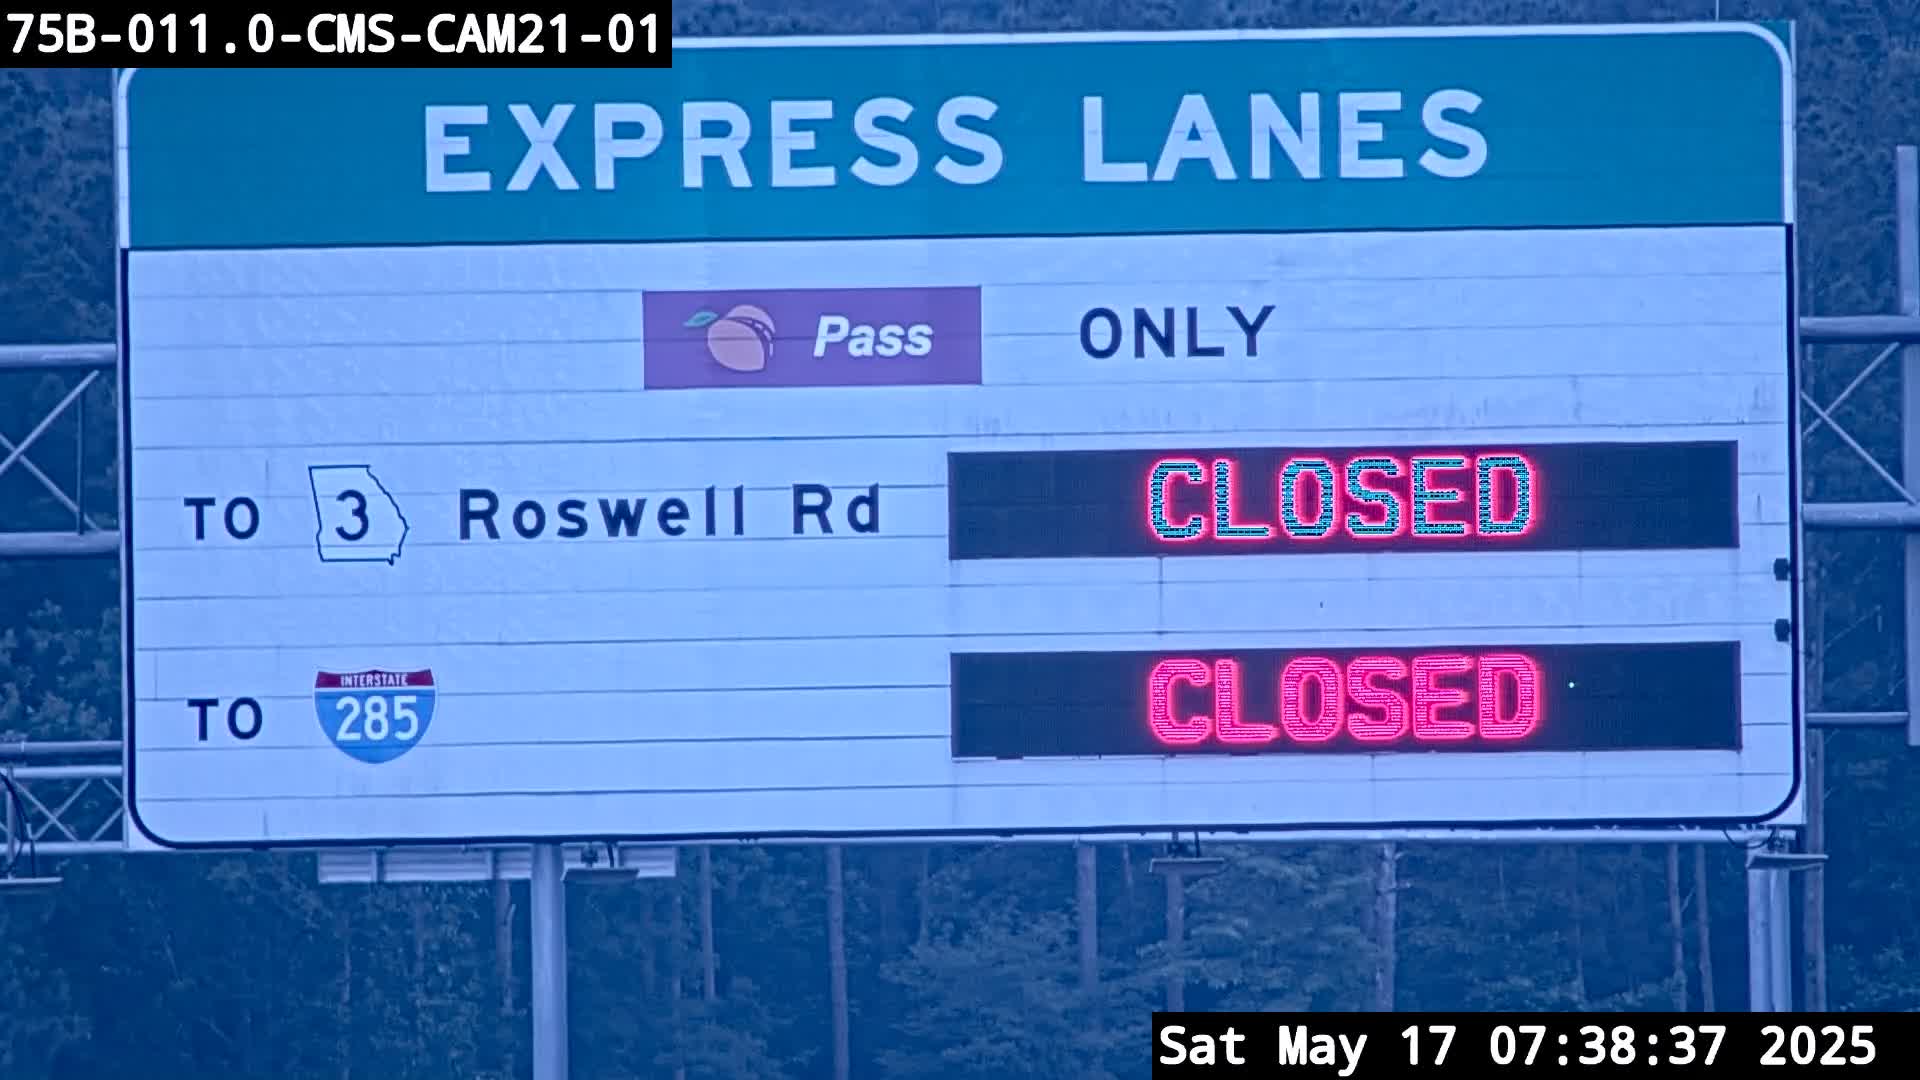 75B-011.0-CMS-CAM21-01
EXPRESS LANES
Pass ONLY
TO 3 Roswell Rd CLOSED
TO INTERSTATE 285 CLOSED
Sat May 17 07:38:37 2025